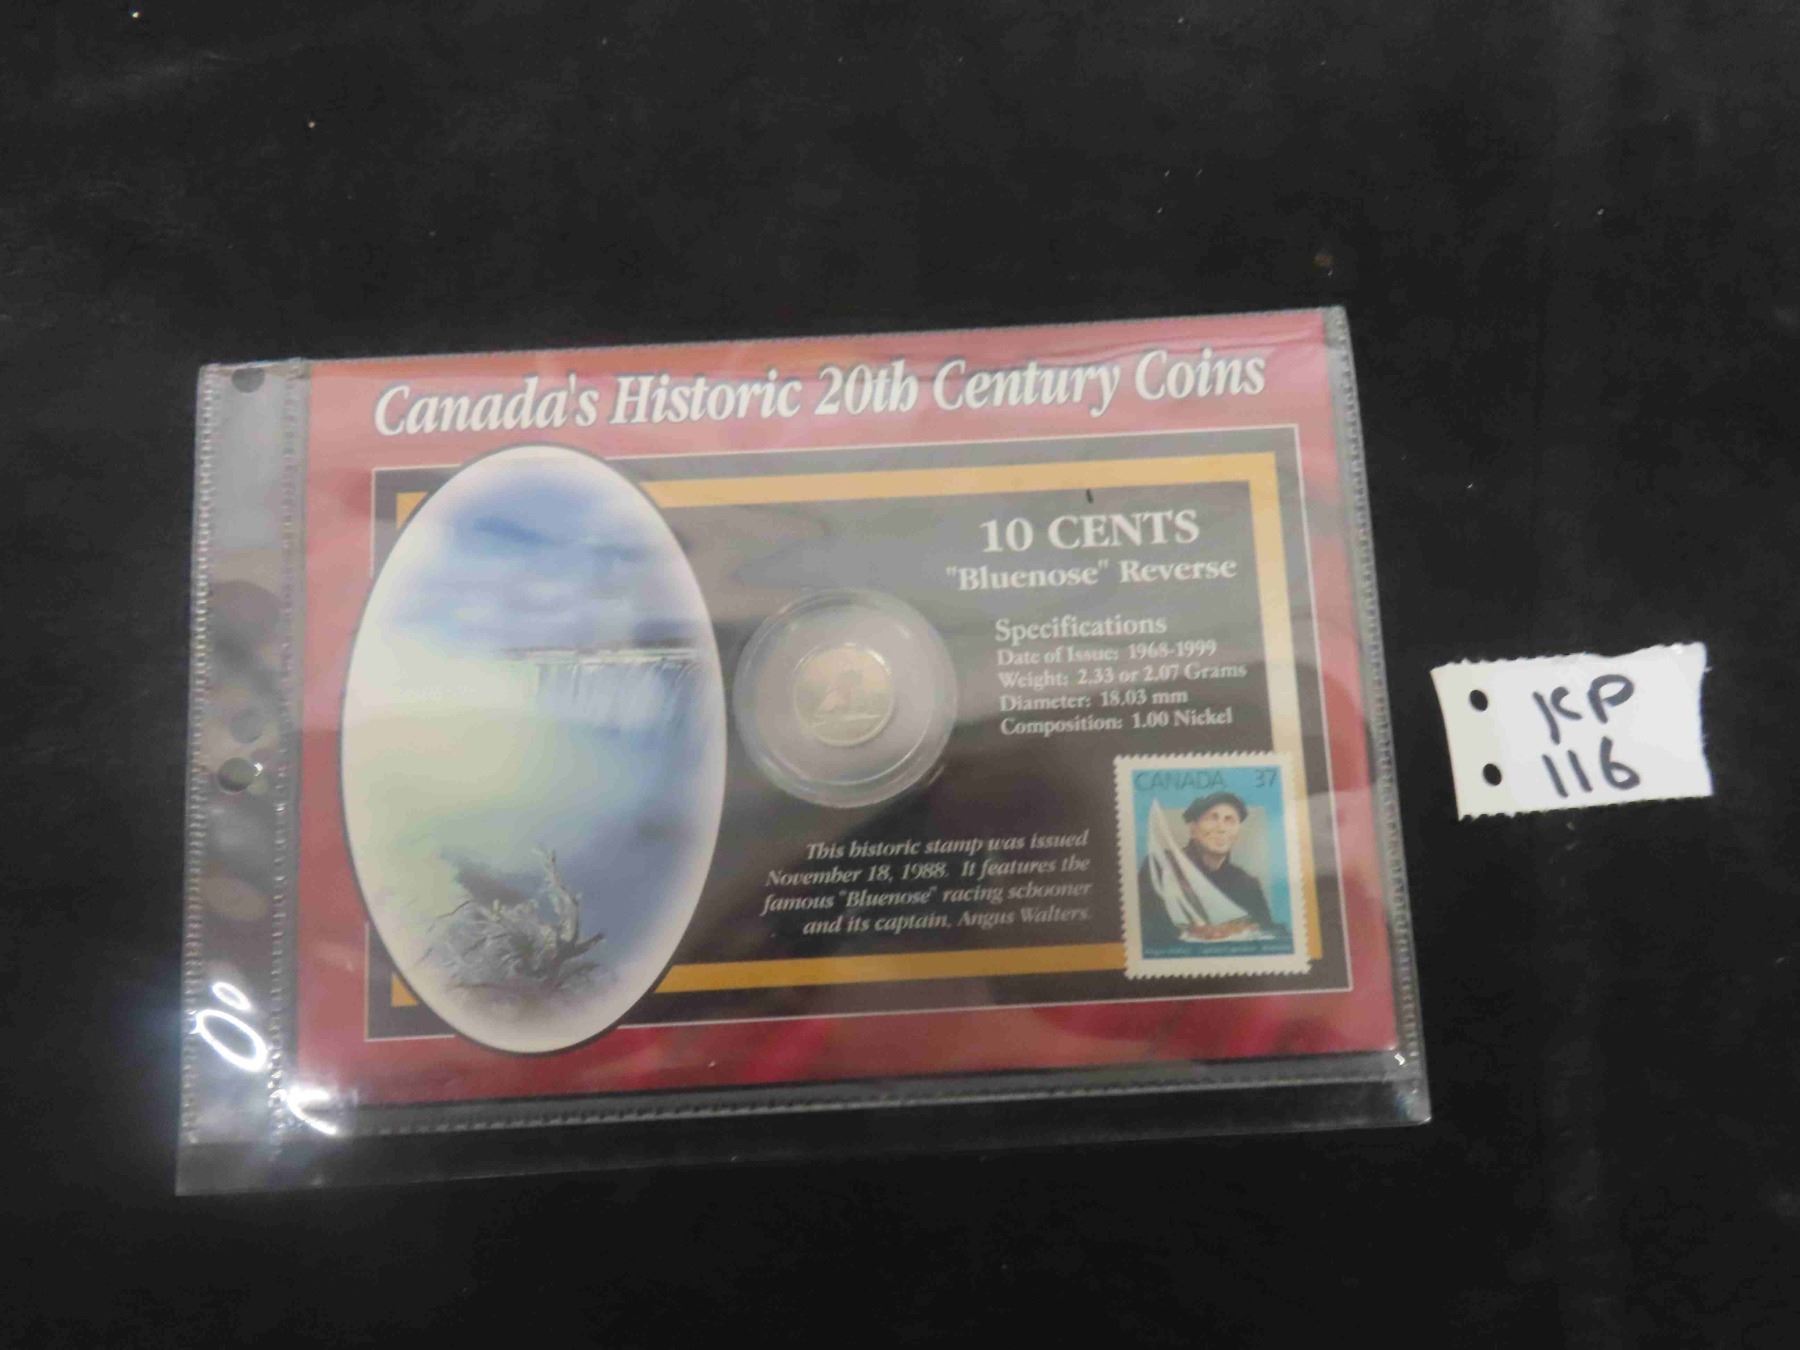 Canada's Historic 20th Century Coins
10 CENTS
"Bluenose" Reverse
Specifications
Date of Issue: 1968-1999
Weight: 2.33 or 2.07 Grams
Diameter: 18.03 mm
Composition: 1.00 Nickel
This historic stamp was issued
November 18, 1988. It features the
famous "Bluenose" racing schooner
and its captain, Angus Walters.
CANADA 37
KP
116